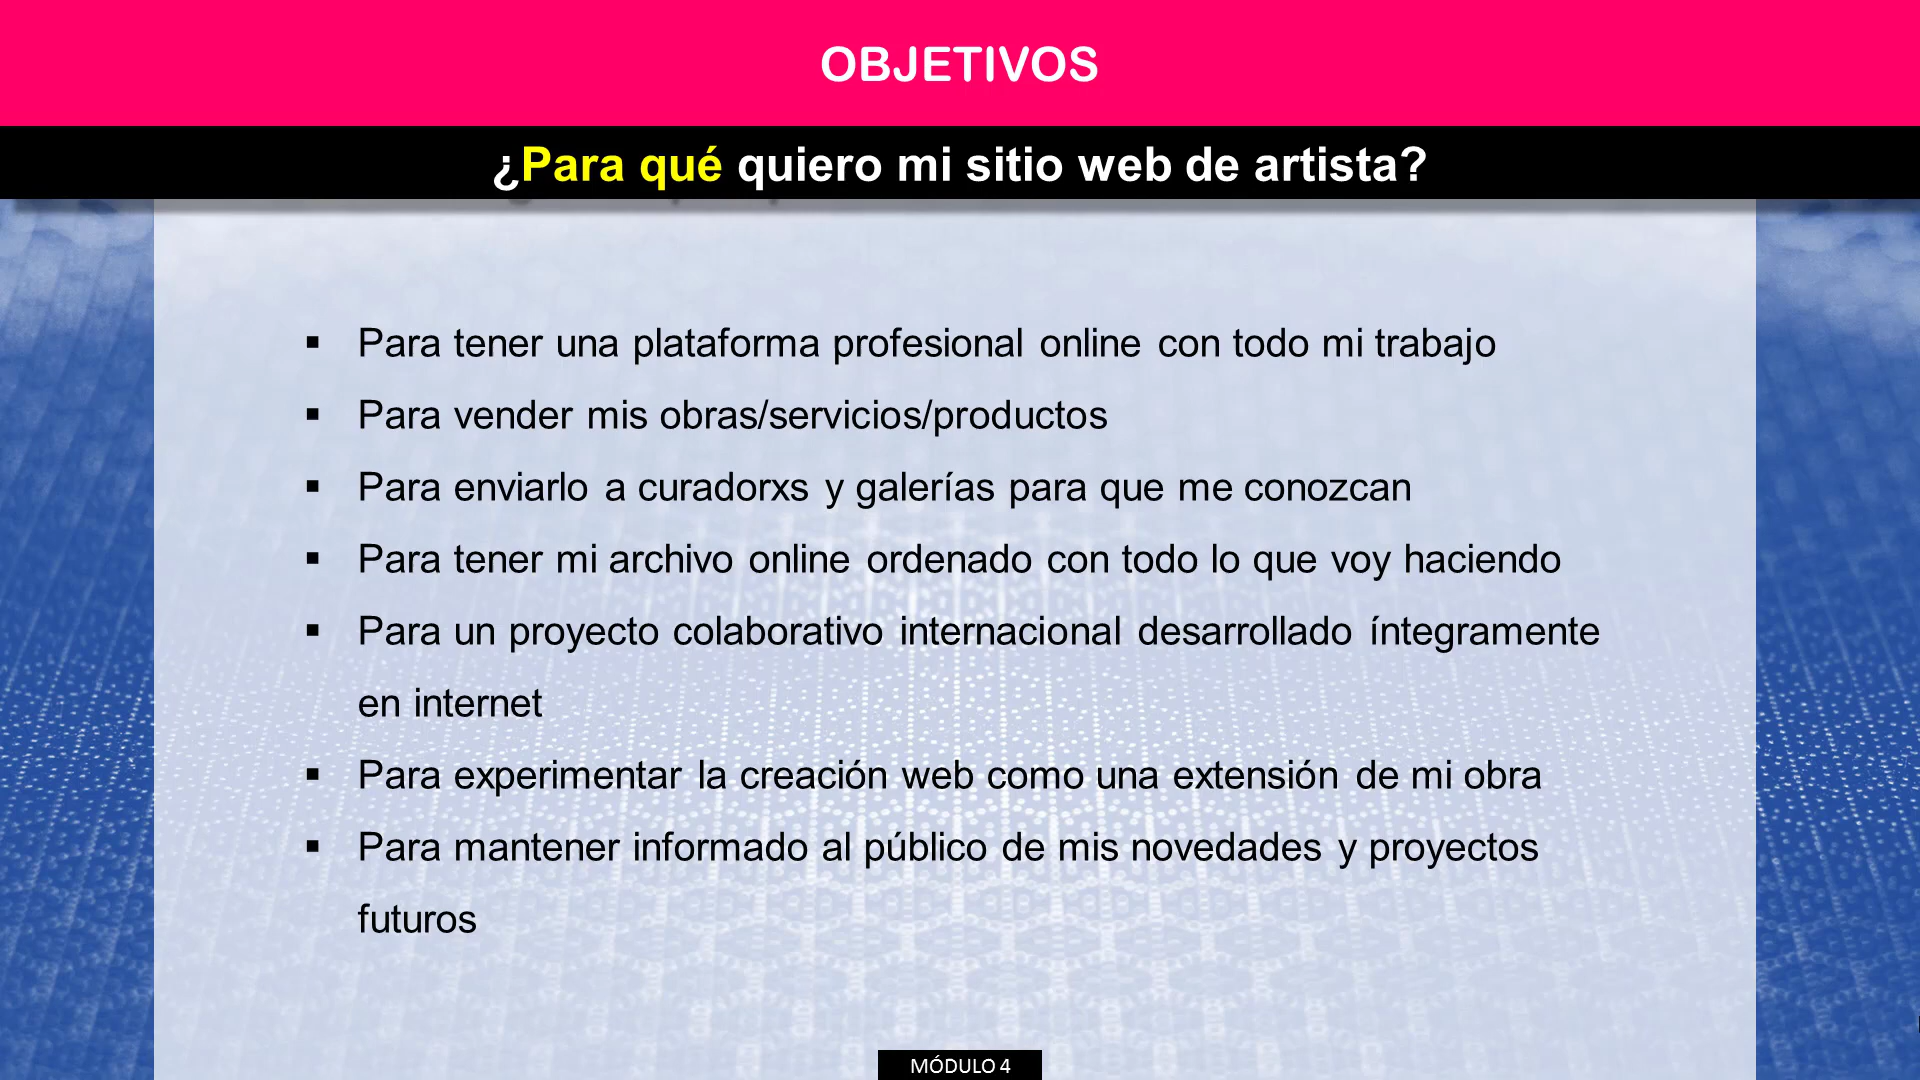 OBJETIVOS
¿Para qué quiero mi sitio web de artista?
▪ Para tener una plataforma profesional online con todo mi trabajo
▪ Para vender mis obras/servicios/productos
▪ Para enviarlo a curadorxs y galerías para que me conozcan
▪ Para tener mi archivo online ordenado con todo lo que voy haciendo
▪ Para un proyecto colaborativo internacional desarrollado íntegramente
en internet
▪ Para experimentar la creación web como una extensión de mi obra
▪ Para mantener informado al público de mis novedades y proyectos
futuros
MÓDULO 4